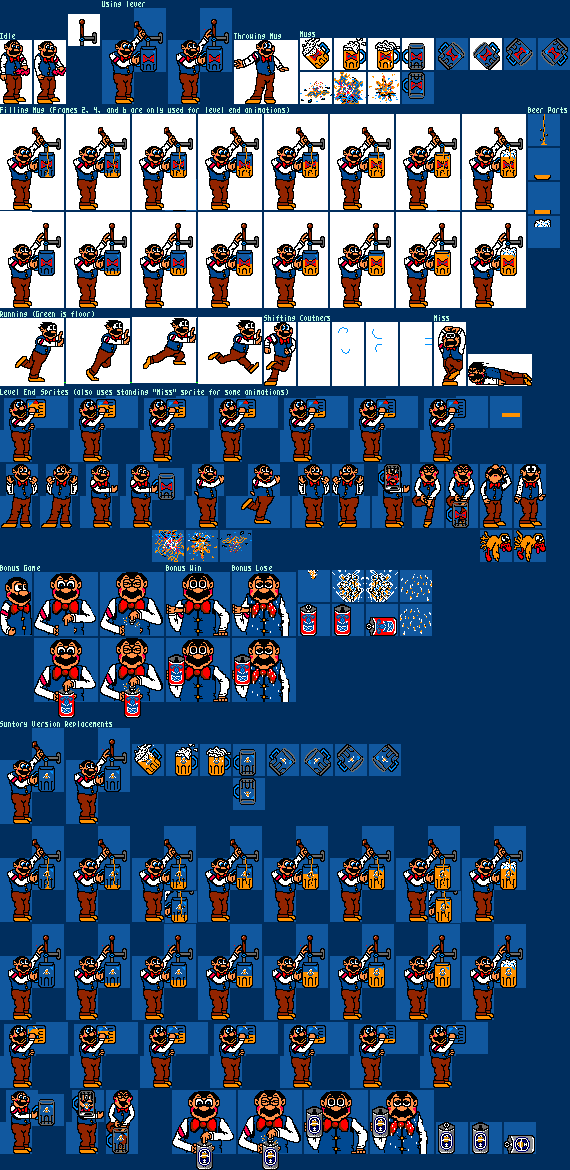 Using lever
Idle
Throwing Mug
Mugs
Filling Mug (Frames 2, 4, and 6 are only used for level end animations)
Beer Parts
Running (Green is floor)
Shifting Coutners
Miss
Level End Sprites (also uses standing "Miss" sprite for some animations)
Bonus Game
Bonus Win
Bonus Lose
Suntory Version Replacements